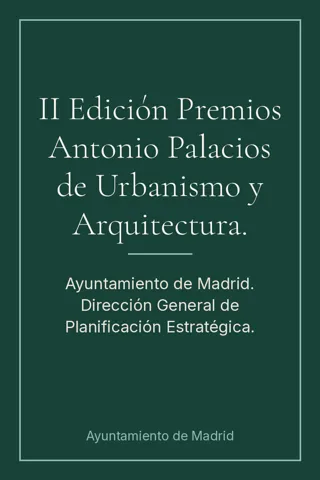 II Edición Premios
Antonio Palacios
de Urbanismo y
Arquitectura.
Ayuntamiento de Madrid.
Dirección General de
Planificación Estratégica.
Ayuntamiento de Madrid